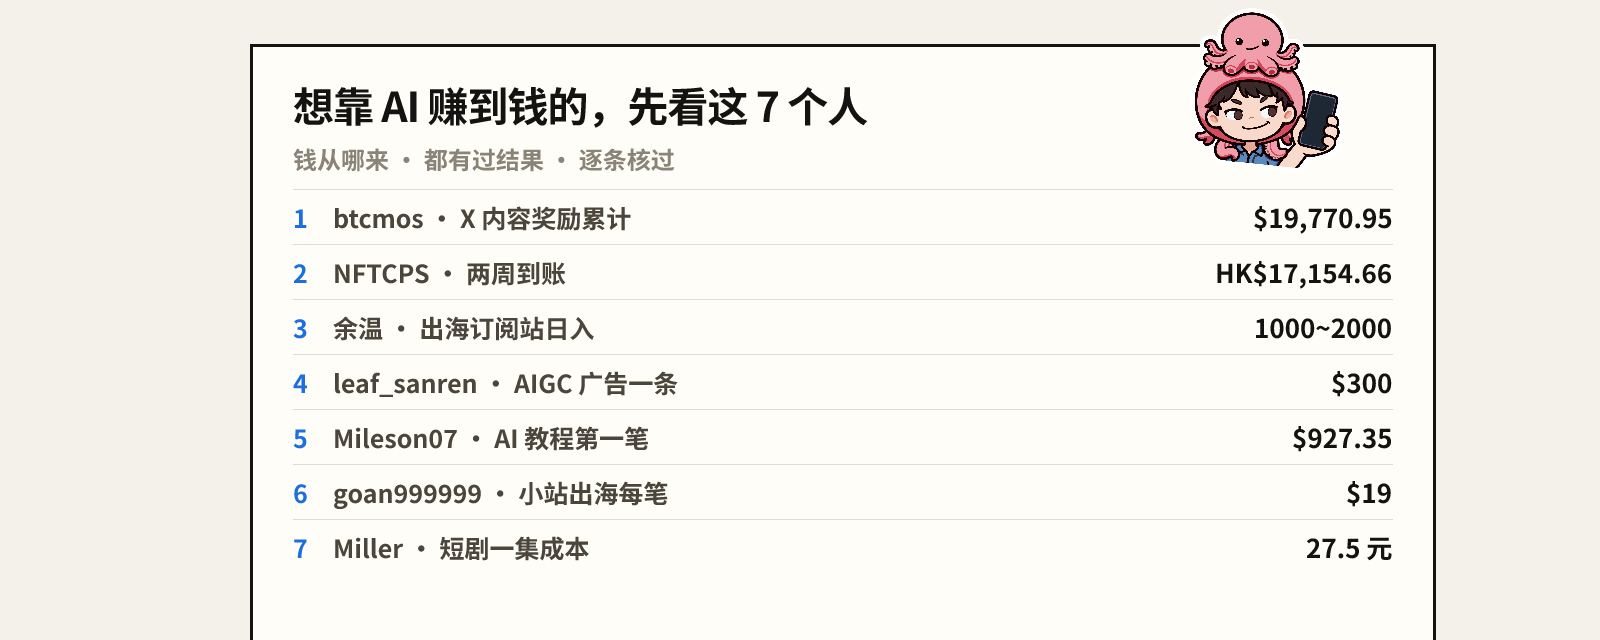 想靠 AI 赚到钱的，先看这 7 个人
钱从哪来 · 都有过结果 · 逐条核过
1 btcmos · X 内容奖励累计 $19,770.95
2 NFTCPS · 两周到账 HK$17,154.66
3 余温 · 出海订阅站日入 1000~2000
4 leaf_sanren · AIGC 广告一条 $300
5 Mileson07 · AI 教程第一笔 $927.35
6 goan999999 · 小站出海每笔 $19
7 Miller · 短剧一集成本 27.5 元